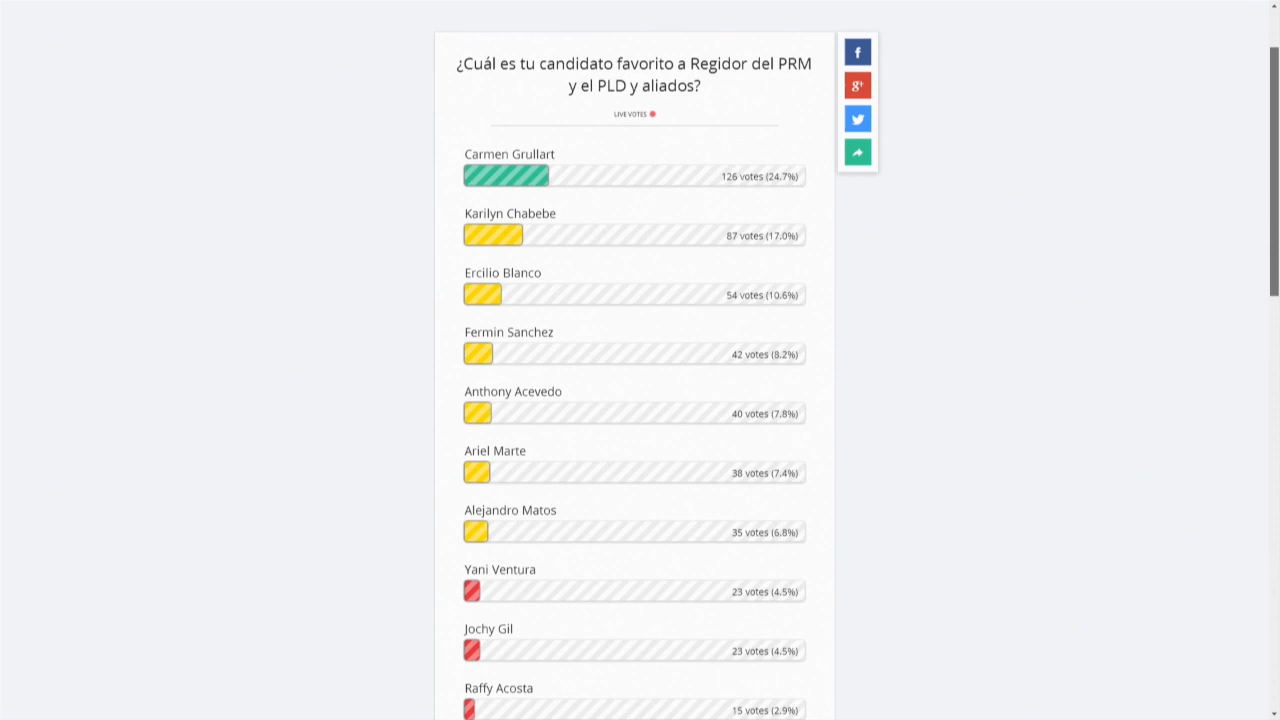 ¿Cuál es tu candidato favorito a Regidor del PRM
y el PLD y aliados?
LIVE VOTES
Carmen Grullart
126 votes (24.7%)
Karilyn Chabebe
87 votes (17.0%)
Ercilio Blanco
54 votes (10.6%)
Fermin Sanchez
42 votes (8.2%)
Anthony Acevedo
40 votes (7.8%)
Ariel Marte
38 votes (7.4%)
Alejandro Matos
35 votes (6.8%)
Yani Ventura
23 votes (4.5%)
Jochy Gil
23 votes (4.5%)
Raffy Acosta
15 votes (2.9%)
f
g+